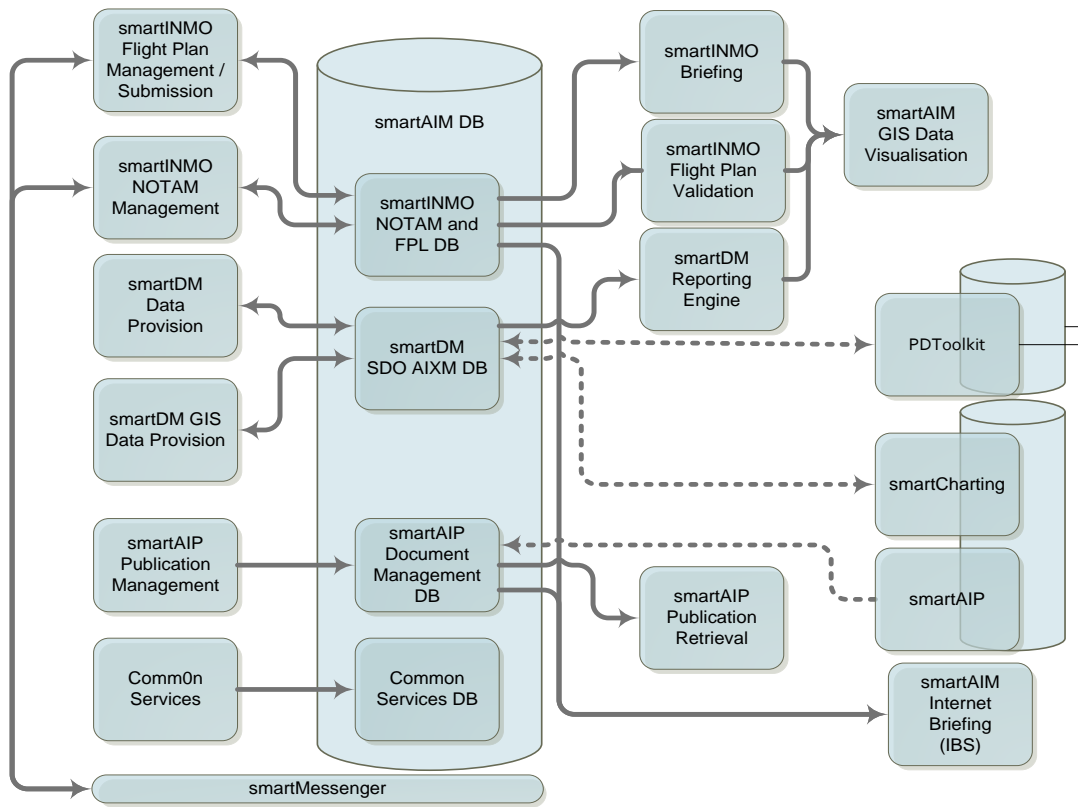 smartINMO
Flight Plan
Management /
Submission
smartINMO
NOTAM
Management
smartDM
Data
Provision
smartDM GIS
Data Provision
smartAIP
Publication
Management
Comm0n
Services
smartAIM DB
smartINMO
NOTAM and
FPL DB
smartDM
SDO AIXM DB
smartAIP
Document
Management
DB
Common
Services DB
smartMessenger
smartINMO
Briefing
smartINMO
Flight Plan
Validation
smartDM
Reporting
Engine
smartAIP
Publication
Retrieval
smartAIM
GIS Data
Visualisation
PDToolkit
smartCharting
smartAIP
smartAIM
Internet
Briefing
(IBS)